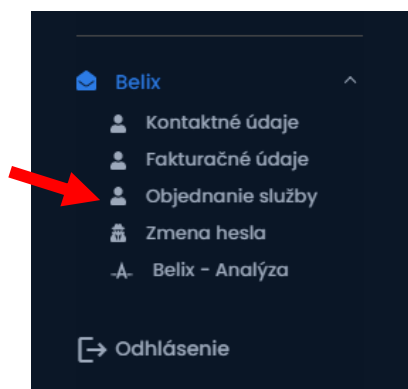 Belix
Kontaktné údaje
Fakturačné údaje
Objednanie služby
Zmena hesla
Belix - Analýza
Odhlásenie